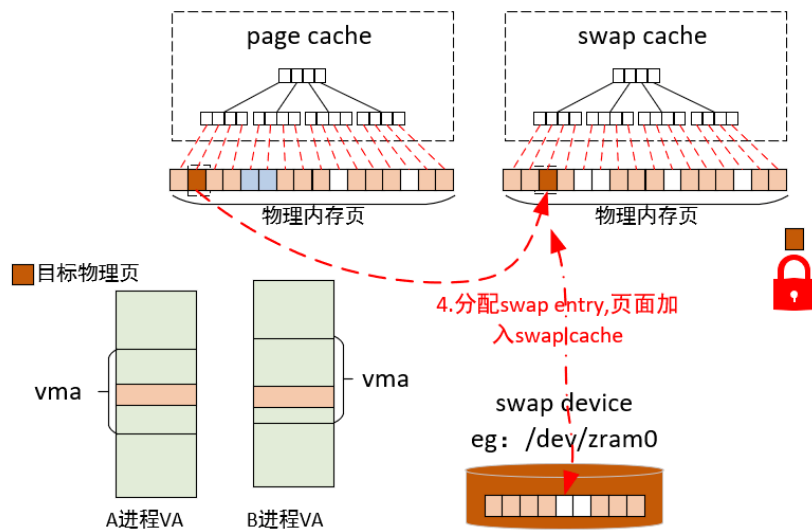 page cache
swap cache
物理内存页
物理内存页
目标物理页
4.分配swap entry,页面加
入swap cache
vma
vma
swap device
eg：/dev/zram0
A进程VA
B进程VA